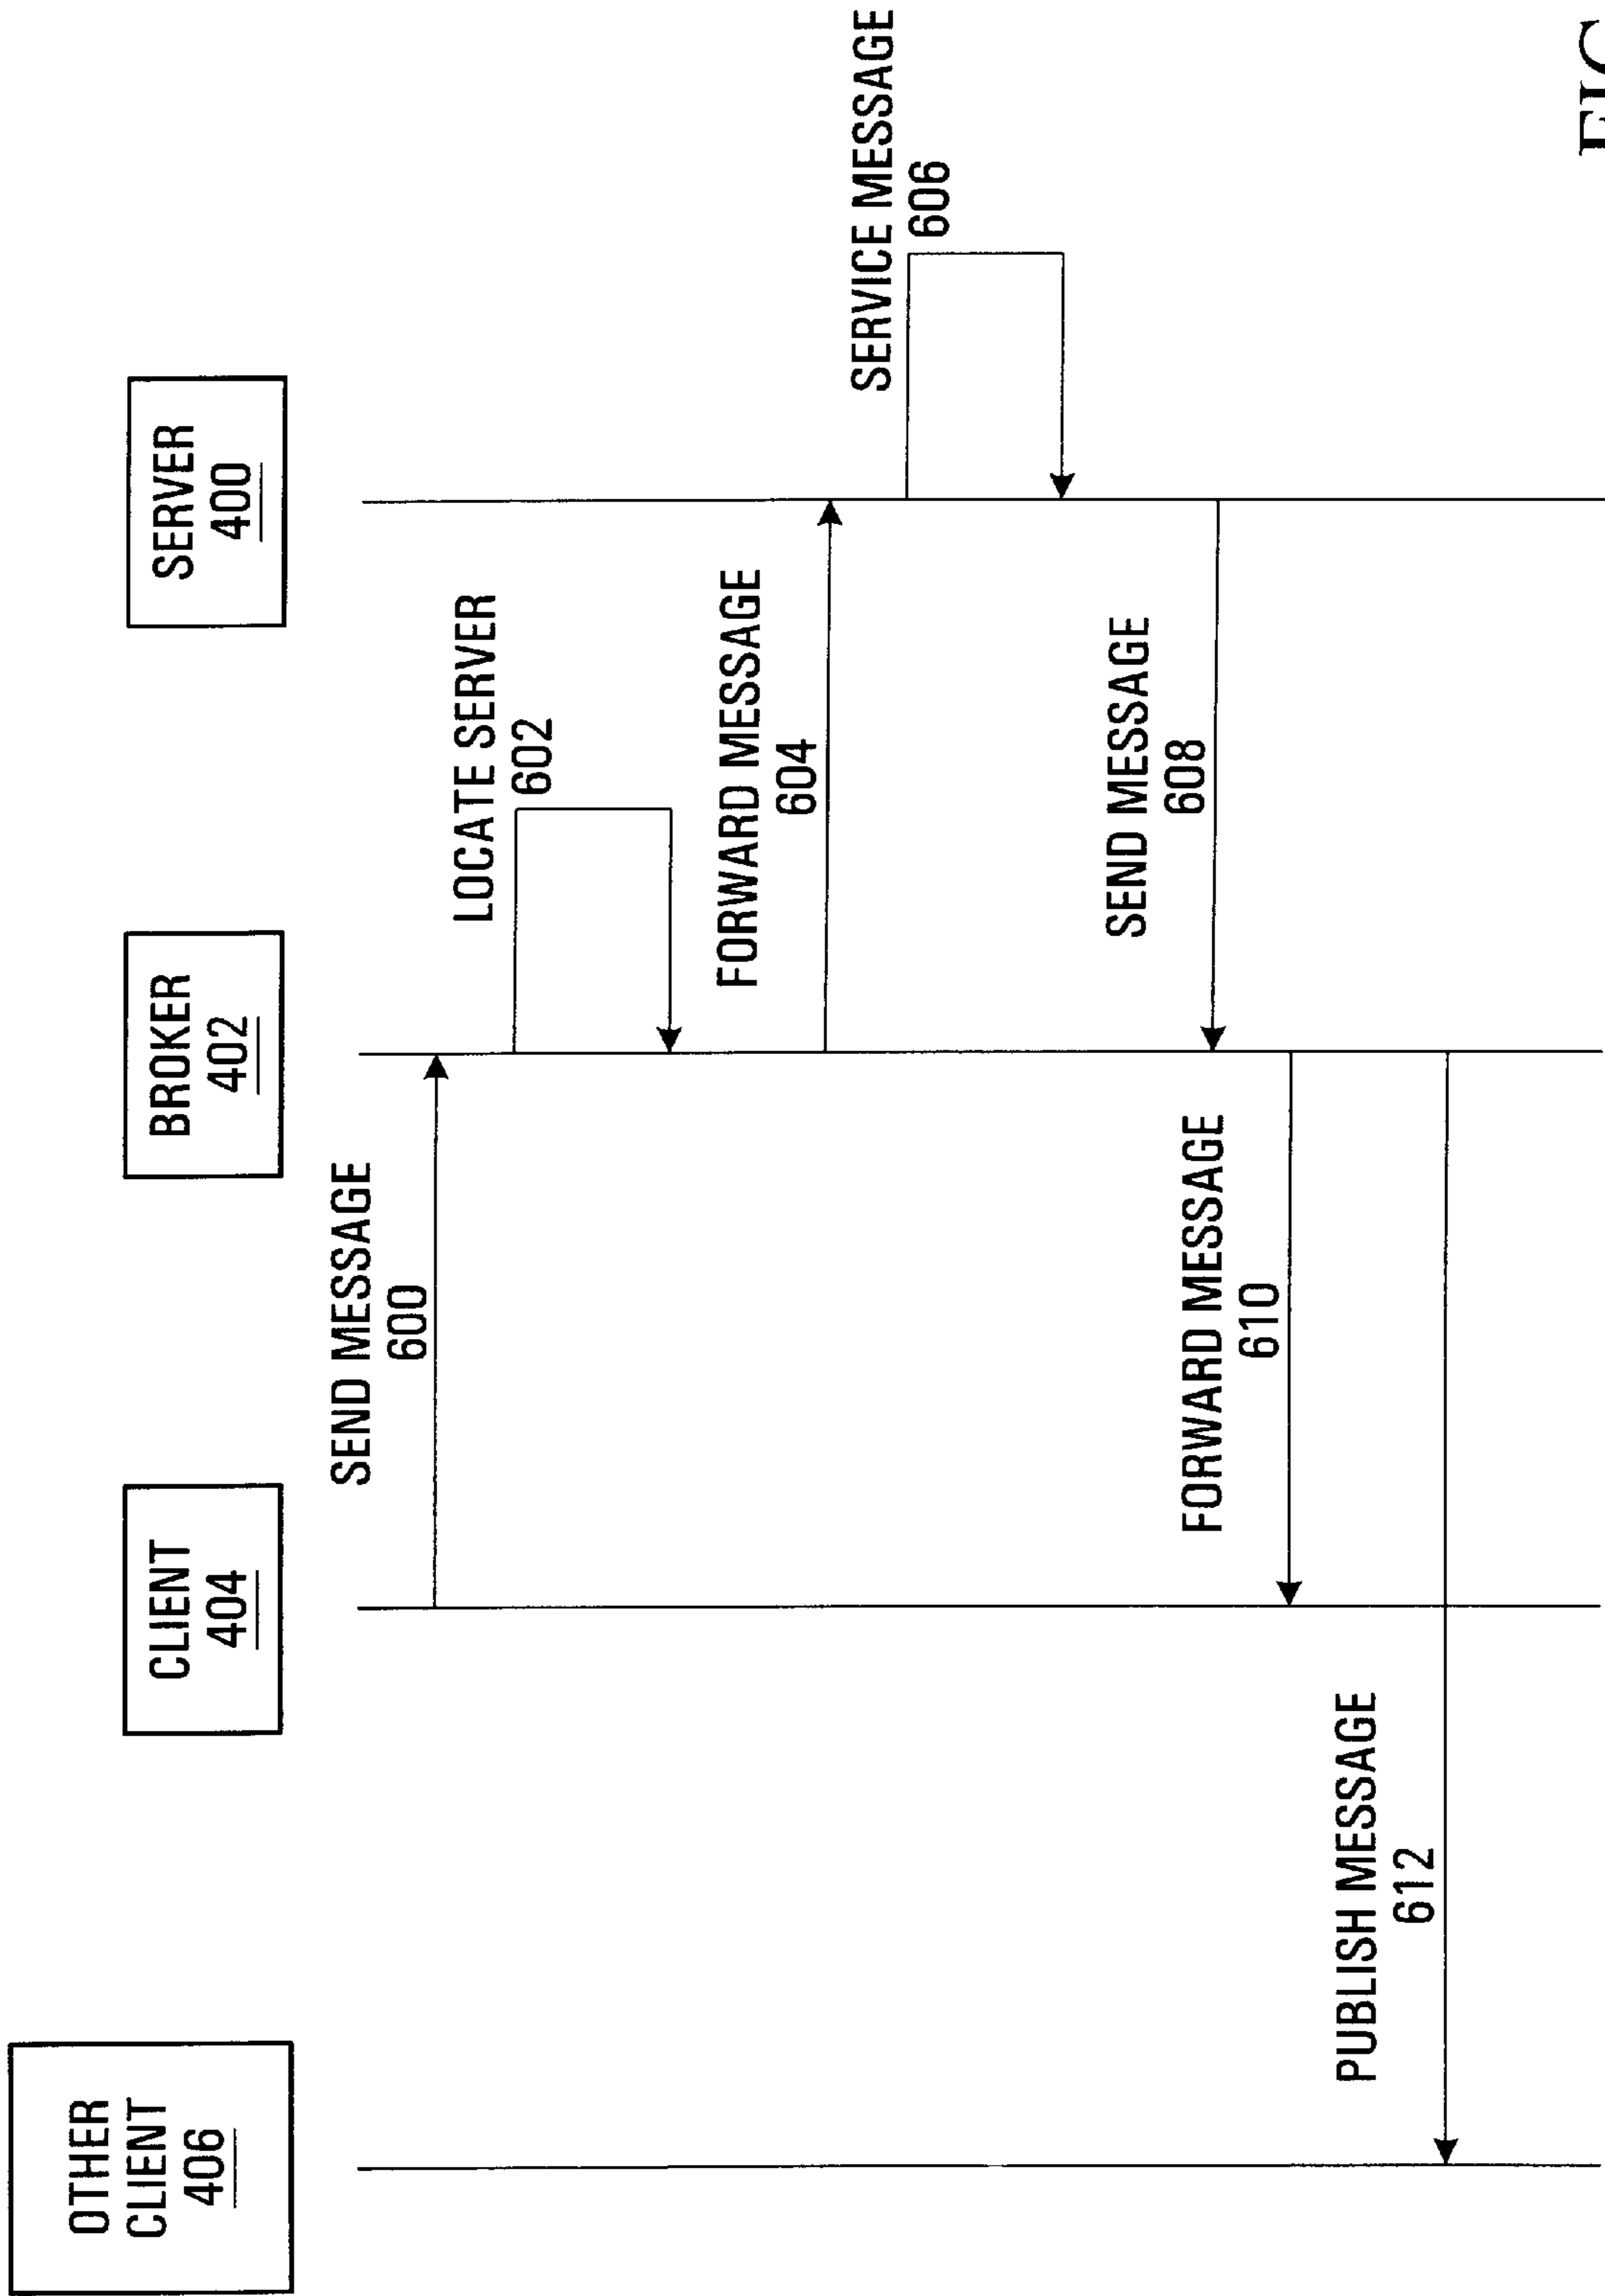 OTHER
CLIENT
406
CLIENT
404
BROKER
402
SERVER
400
SEND MESSAGE
600
LOCATE SERVER
602
FORWARD MESSAGE
604
SERVICE MESSAGE
606
SEND MESSAGE
608
FORWARD MESSAGE
610
PUBLISH MESSAGE
612